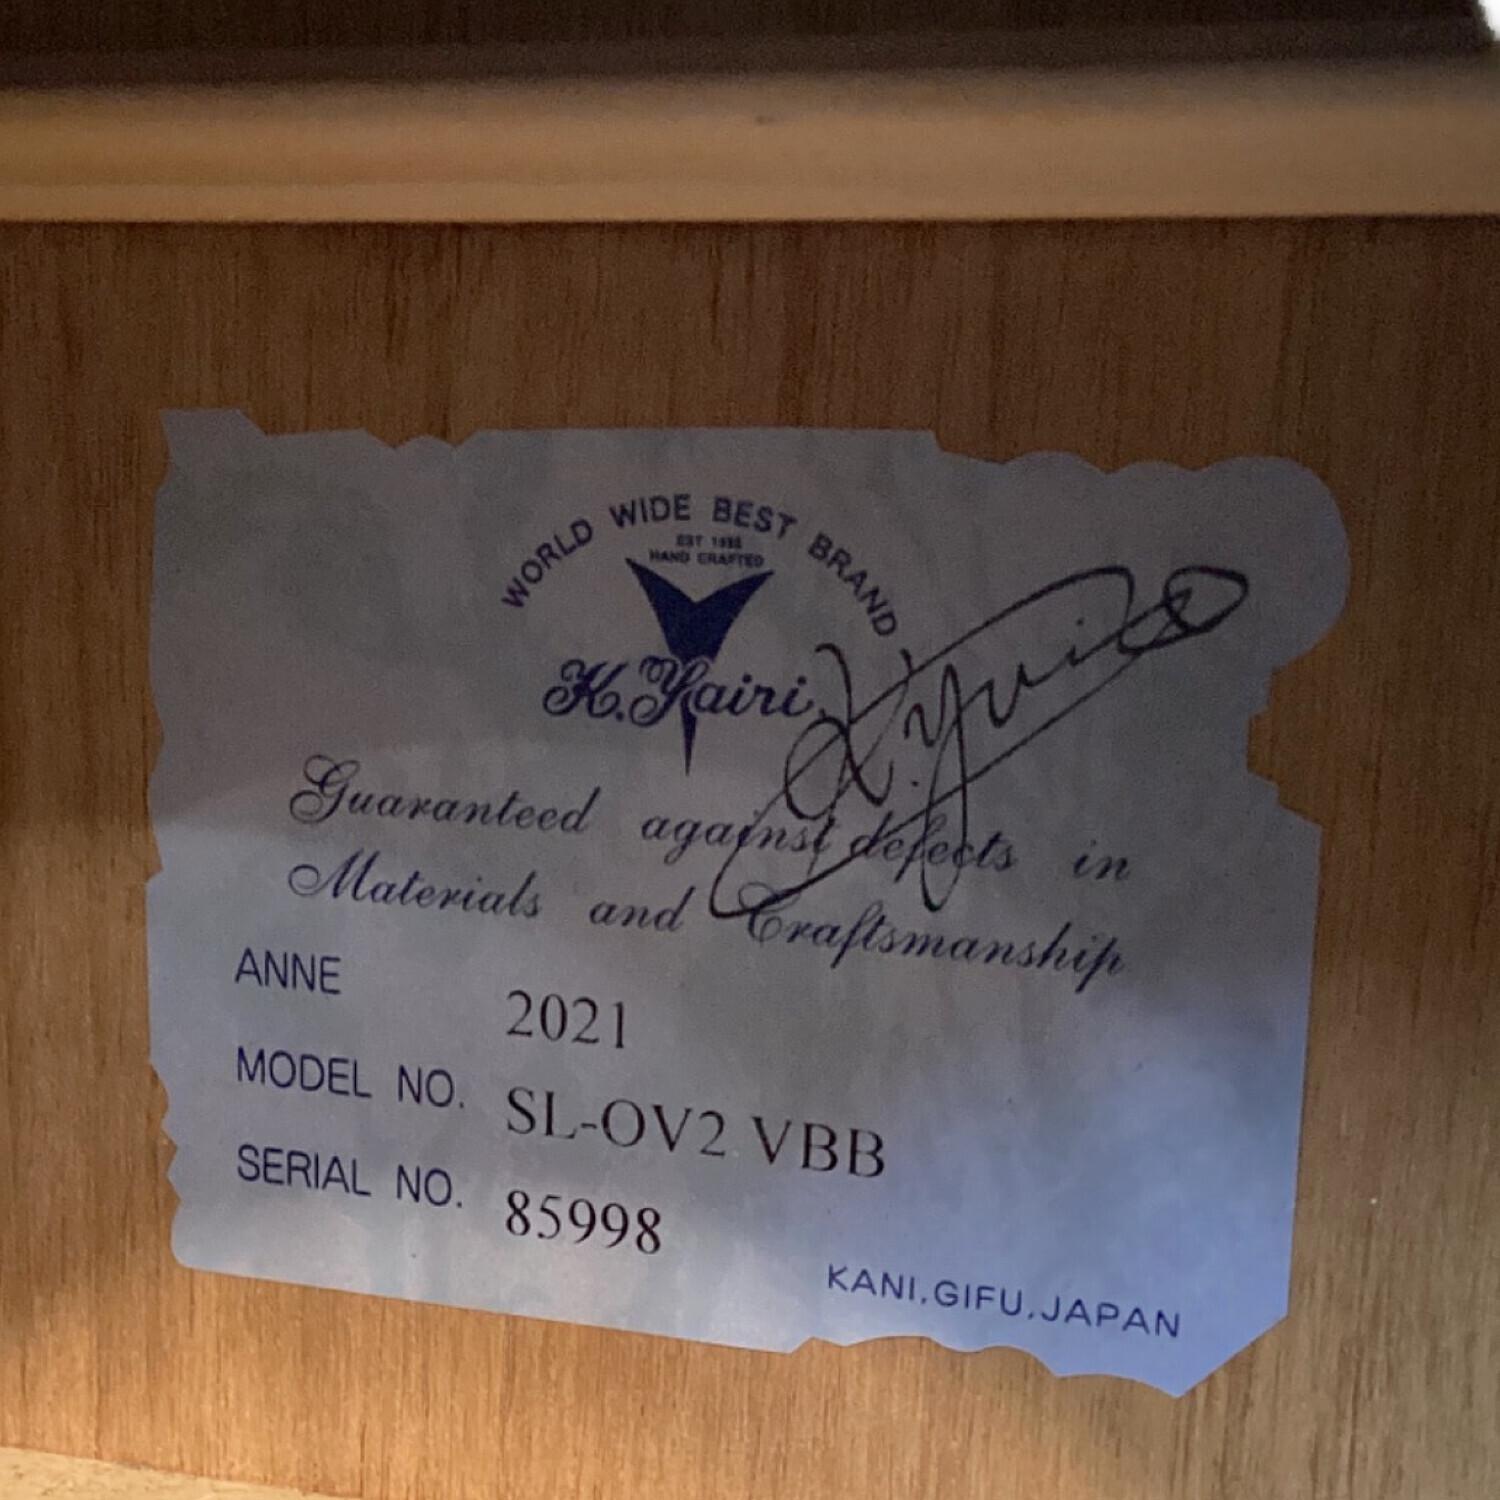 WORLD WIDE BEST BRAND
EST 1935
HAND CRAFTED
K.Yairi
K.Yairi
Guaranteed against defects in
Materials and Craftsmanship
ANNE 2021
MODEL NO. SL-OV2 VBB
SERIAL NO. 85998
KANI.GIFU.JAPAN